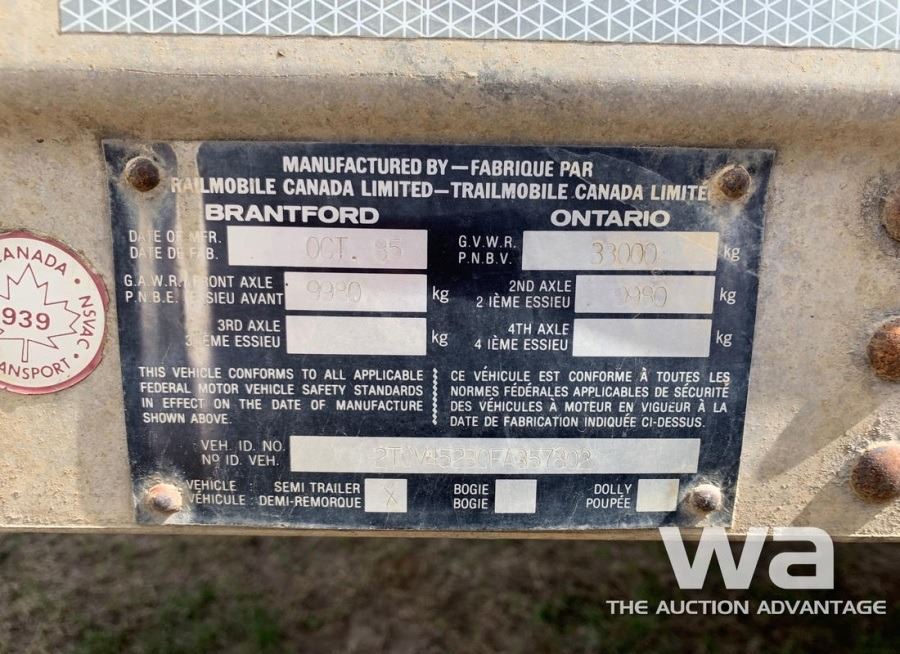 MANUFACTURED BY — FABRIQUE PAR
RAILMOBILE CANADA LIMITED—TRAILMOBILE CANADA LIMITÉ
BRANTFORD ONTARIO
DATE OF MFR. OCT. 85 G.V.W.R. 33000 kg
DATE DE FAB. P.N.B.V.
G.A.W.R. FRONT AXLE 9980 kg 2ND AXLE 9980 kg
P.N.B.E. ESSIEU AVANT 2 IÈME ESSIEU
3RD AXLE kg 4TH AXLE kg
3 IÈME ESSIEU 4 IÈME ESSIEU
THIS VEHICLE CONFORMS TO ALL APPLICABLE
FEDERAL MOTOR VEHICLE SAFETY STANDARDS
IN EFFECT ON THE DATE OF MANUFACTURE
SHOWN ABOVE.
CE VÉHICULE EST CONFORME À TOUTES LES
NORMES FÉDÉRALES APPLICABLES DE SÉCURITÉ
DES VÉHICULES À MOTEUR EN VIGUEUR À LA
DATE DE FABRICATION INDIQUÉE CI-DESSUS.
VEH. ID. NO.
Nº ID. VEH.
VEHICLE : SEMI TRAILER X BOGIE DOLLY
VÉHICULE : DEMI-REMORQUE BOGIE POUPÉE
CANADA
NSVAC
939
TRANSPORT
wa
THE AUCTION ADVANTAGE